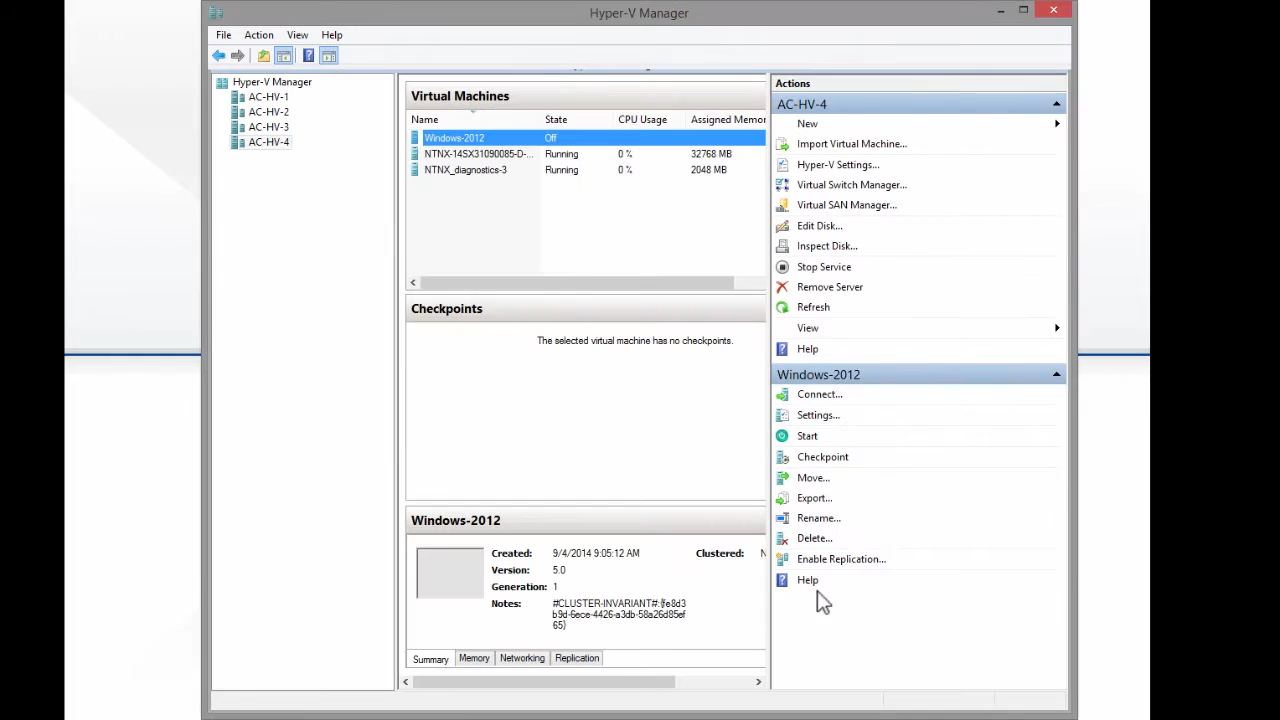 Hyper-V Manager
File Action View Help
Hyper-V Manager
AC-HV-1
AC-HV-2
AC-HV-3
AC-HV-4
Virtual Machines
Name State CPU Usage Assigned Memor
Windows-2012 Off
NTNX-14SX31090085-D-... Running 0 % 32768 MB
NTNX_diagnostics-3 Running 0 % 2048 MB
Checkpoints
The selected virtual machine has no checkpoints.
Windows-2012
Created: 9/4/2014 9:05:12 AM Clustered: N
Version: 5.0
Generation: 1
Notes: #CLUSTER-INVARIANT#:{fe8d3
b9d-6ece-4426-a3db-58a26d85ef
65}
Summary Memory Networking Replication
Actions
AC-HV-4
New
Import Virtual Machine...
Hyper-V Settings...
Virtual Switch Manager...
Virtual SAN Manager...
Edit Disk...
Inspect Disk...
Stop Service
Remove Server
Refresh
View
Help
Windows-2012
Connect...
Settings...
Start
Checkpoint
Move...
Export...
Rename...
Delete...
Enable Replication...
Help